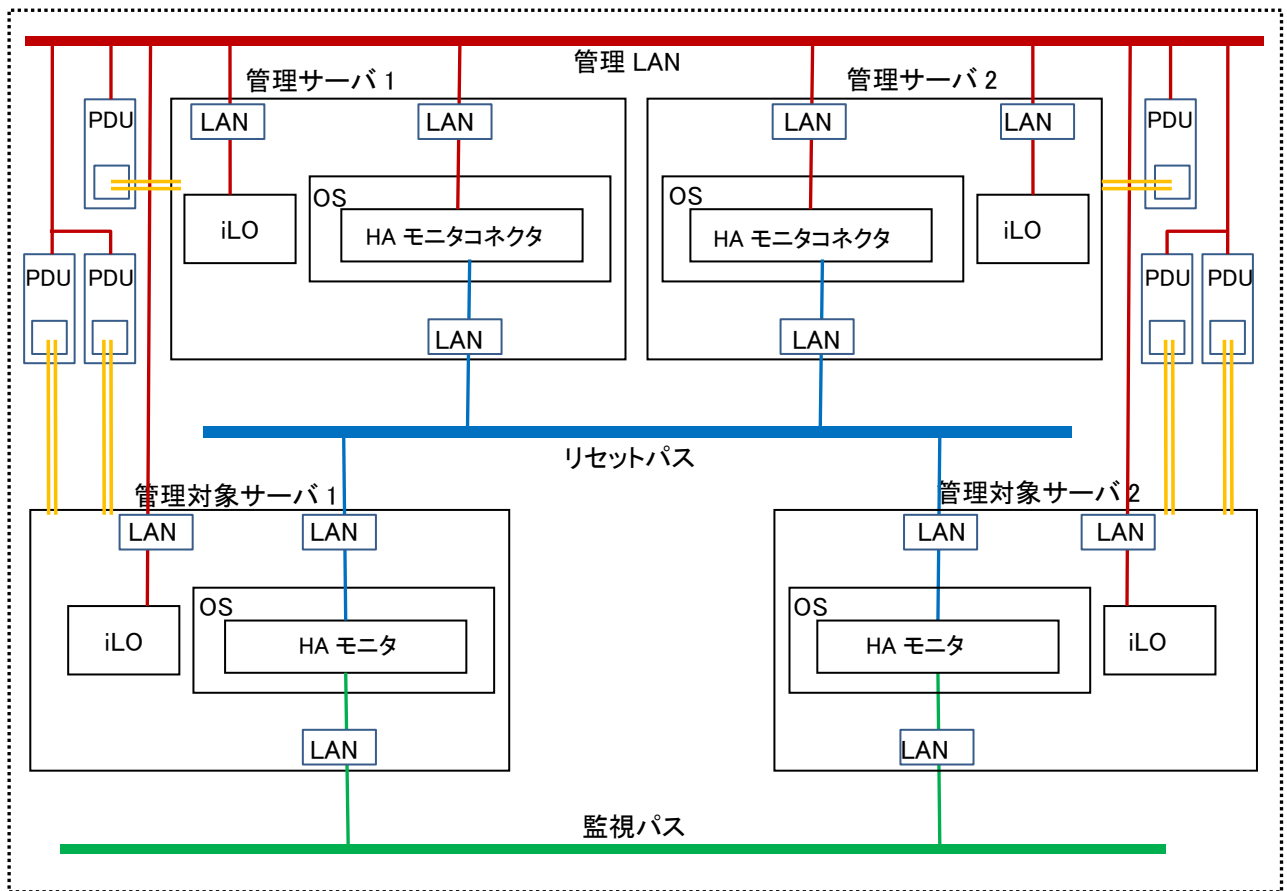 管理 LAN
管理サーバ 1
管理サーバ 2
PDU
LAN
LAN
LAN
LAN
PDU
OS
OS
iLO
HA モニタコネクタ
HA モニタコネクタ
iLO
PDU
PDU
PDU
PDU
LAN
LAN
リセットパス
管理対象サーバ 1
管理対象サーバ 2
LAN
LAN
LAN
LAN
OS
OS
iLO
HA モニタ
HA モニタ
iLO
LAN
LAN
監視パス